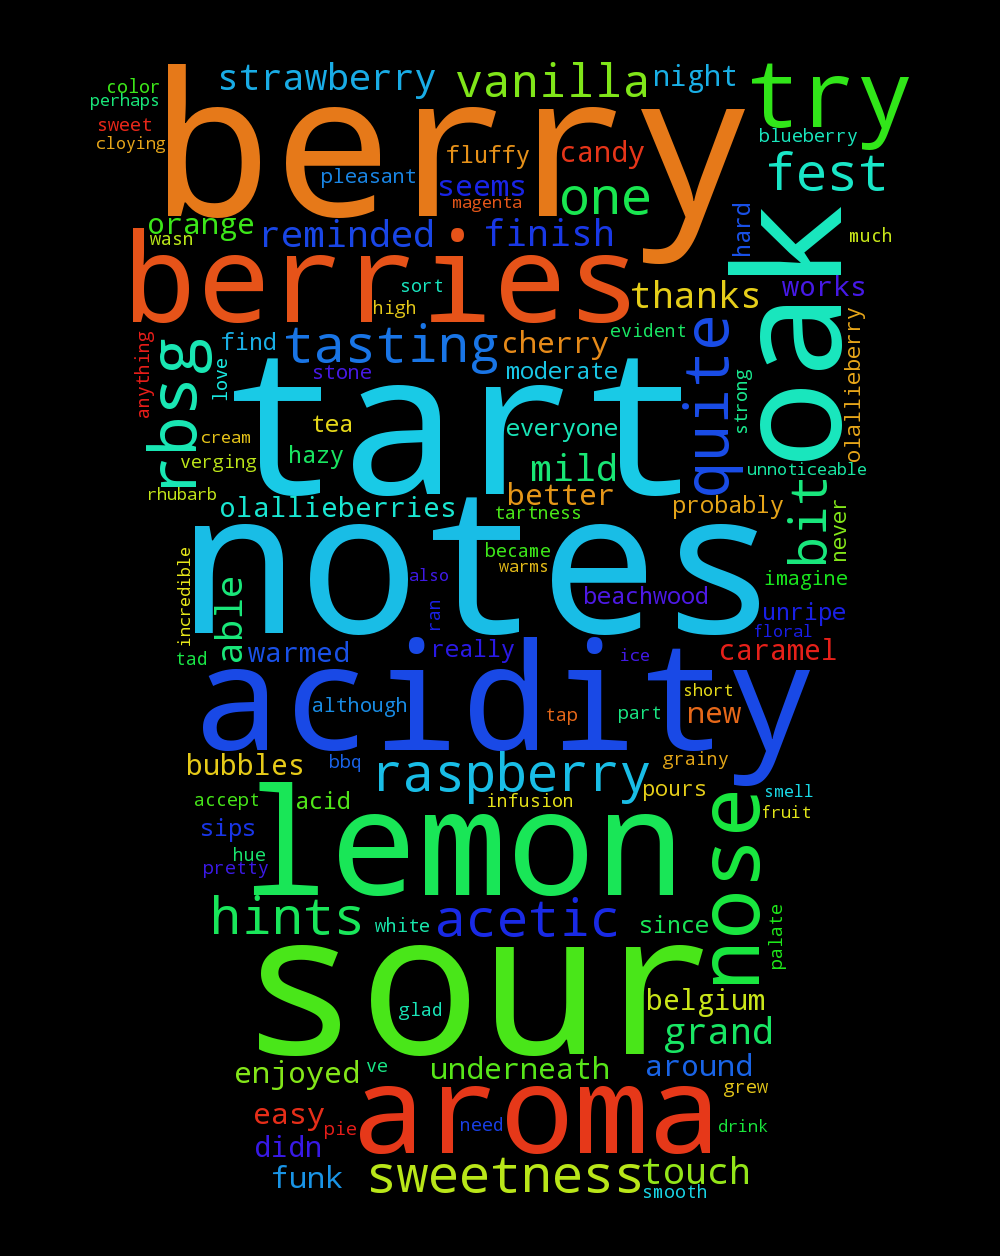 berry
strawberry
vanilla
night
try
color
perhaps
sweet
cloying
blueberry
fest
fluffy
candy
pleasant
seems
magenta
one
orange
wasn
reminded
finish
hard
oak
much
berries
sort
high
thanks
works
anything
rbsg
find
love
tasting
cherry
evident
stone
moderate
quite
strong
olallieberry
tea
everyone
tart
cream
verging
hazy
mild
unnoticeable
rhubarb
olallieberries
better
tartness
probably
bit
never
notes
became
warms
also
incredible
able
ran
beachwood
imagine
unripe
floral
tad
warmed
really
ice
caramel
acidity
although
tap
part
short
new
bubbles
bbq
raspberry
grainy
accept
acid
infusion
pours
smell
fruit
sips
hue
pretty
lemon
nose
hints
white
acetic
since
palate
sour
glad
belgium
grand
enjoyed
ve
underneath
around
easy
pie
aroma
need
grew
drink
didn
funk
sweetness
touch
smooth